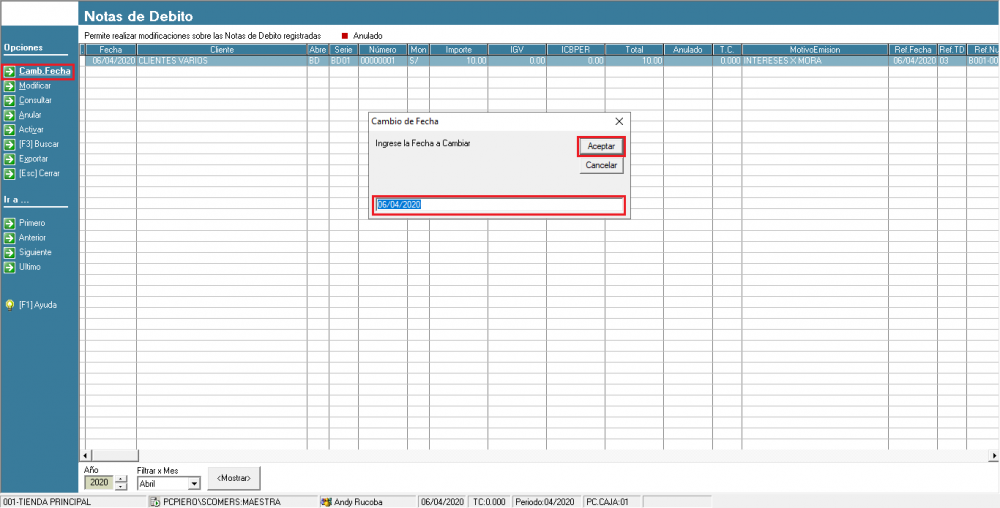 Notas de Debito
Permite realizar modificaciones sobre las Notas de Debito registradas Anulado
Opciones
Camb.Fecha
Modificar
Consultar
Anular
Activar
[F3] Buscar
Exportar
[Esc] Cerrar
Ir a ...
Primero
Anterior
Siguiente
Ultimo
[F1] Ayuda
Fecha Cliente Abre Serie Número Mon Importe IGV ICBPER Total Anulado T.C. MotivoEmision Ref.Fecha Ref.TD Ref.Nu
06/04/2020 CLIENTES VARIOS BD BD01 00000001 S/ 10.00 0.00 0.00 10.00 0.000 INTERESES X MORA 06/04/2020 03 B001-00
Cambio de Fecha
Ingrese la Fecha a Cambiar
Aceptar
Cancelar
06/04/2020
Año
2020
Filtrar x Mes
Abril
<Mostrar>
001-TIENDA PRINCIPAL PCPIERO\SCOMERS:MAESTRA Andy Rucoba 06/04/2020 TC:0.000 Periodo:04/2020 PC.CAJA:01